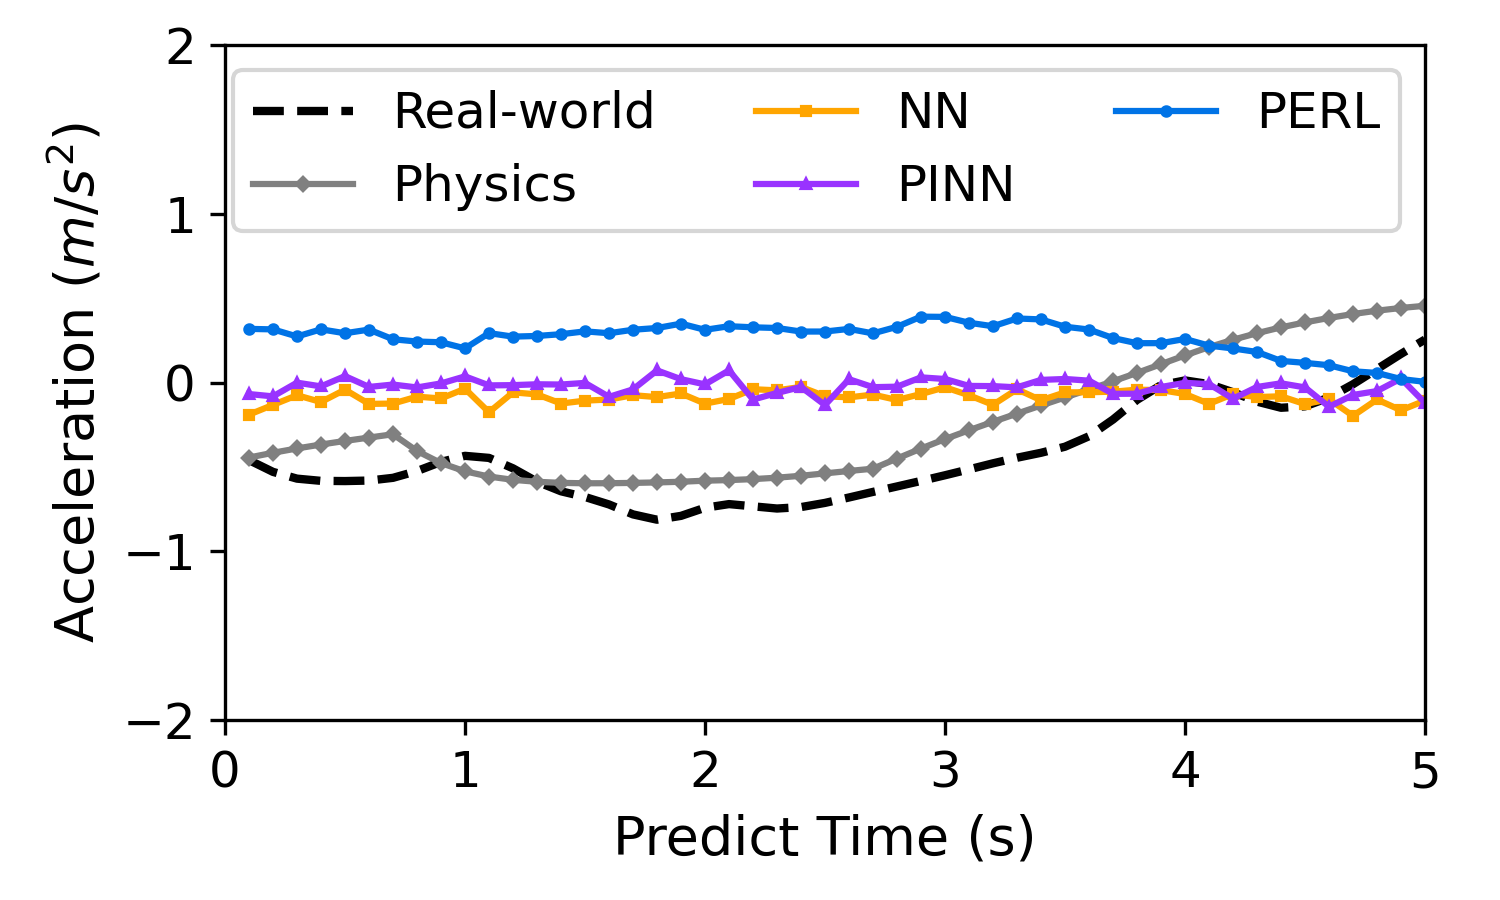 2
1
0
−1
−2
Acceleration (m/s²)
Real-world
Physics
NN
PINN
PERL
0 1 2 3 4 5
Predict Time (s)